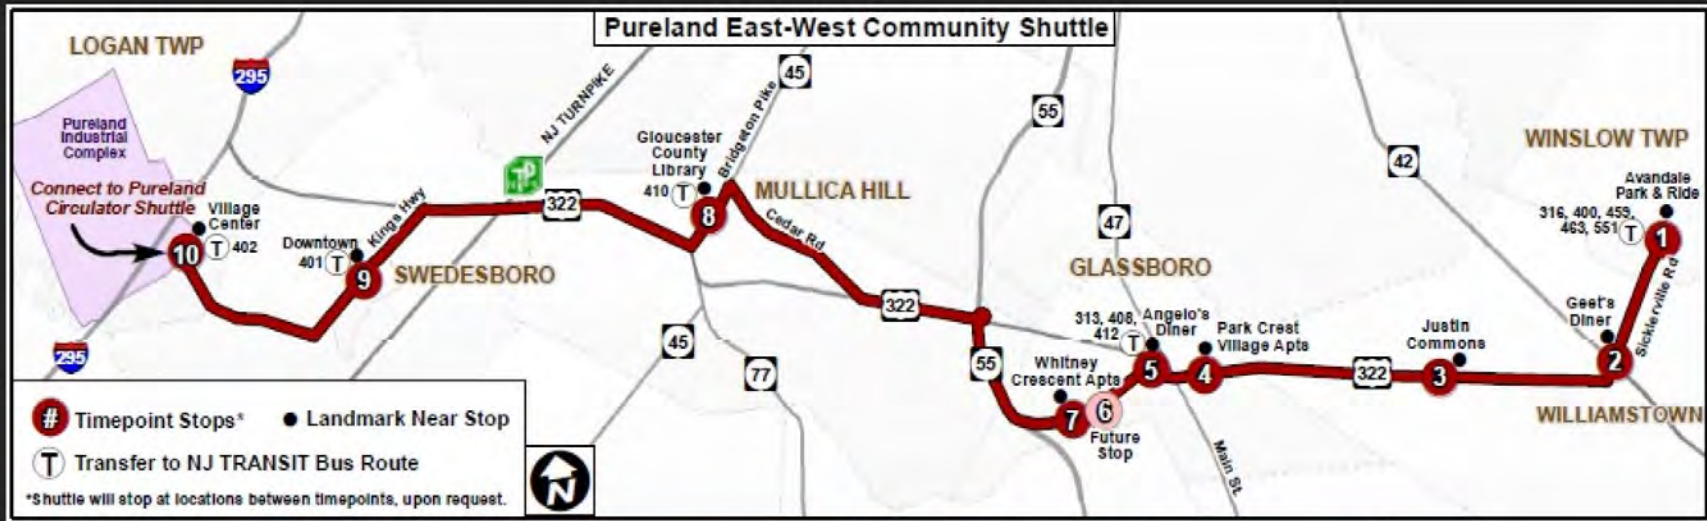 Pureland East-West Community Shuttle
LOGAN TWP
295
Pureland
Industrial
Complex
Connect to Pureland
Circulator Shuttle
Village
Center
10
T 402
295
Downtown
401 T
9
Kings Hwy
SWEDESBORO
NJ TURNPIKE
322
Gloucester
County
Library
410 T
8
Bridgeton Pike
45
MULLICA HILL
Cedar Rd
45
77
322
55
55
47
GLASSBORO
313, 408,
412 T
Angelo's
Diner
5
Park Crest
Village Apts
4
Whitney
Crescent Apts
7
6
Future
Stop
Main St.
322
Justin
Commons
3
42
WINSLOW TWP
Avandale
Park & Ride
316, 400, 459,
463, 551 T
1
Sicklerville Rd
Geet's
Diner
2
WILLIAMSTOWN
# Timepoint Stops*
Landmark Near Stop
T Transfer to NJ TRANSIT Bus Route
*Shuttle will stop at locations between timepoints, upon request.
N